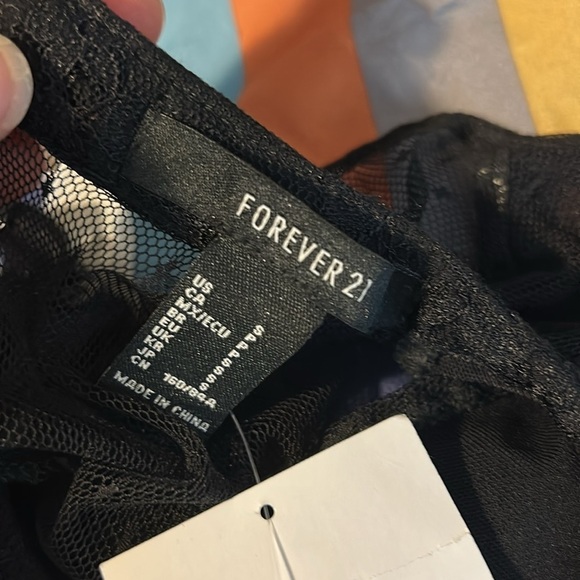 FOREVER 21
US
CA
MX/ECU
BR
EU
UK
KR
JP
CN
S
P
P
S
S
S
160/84A
MADE IN CHINA